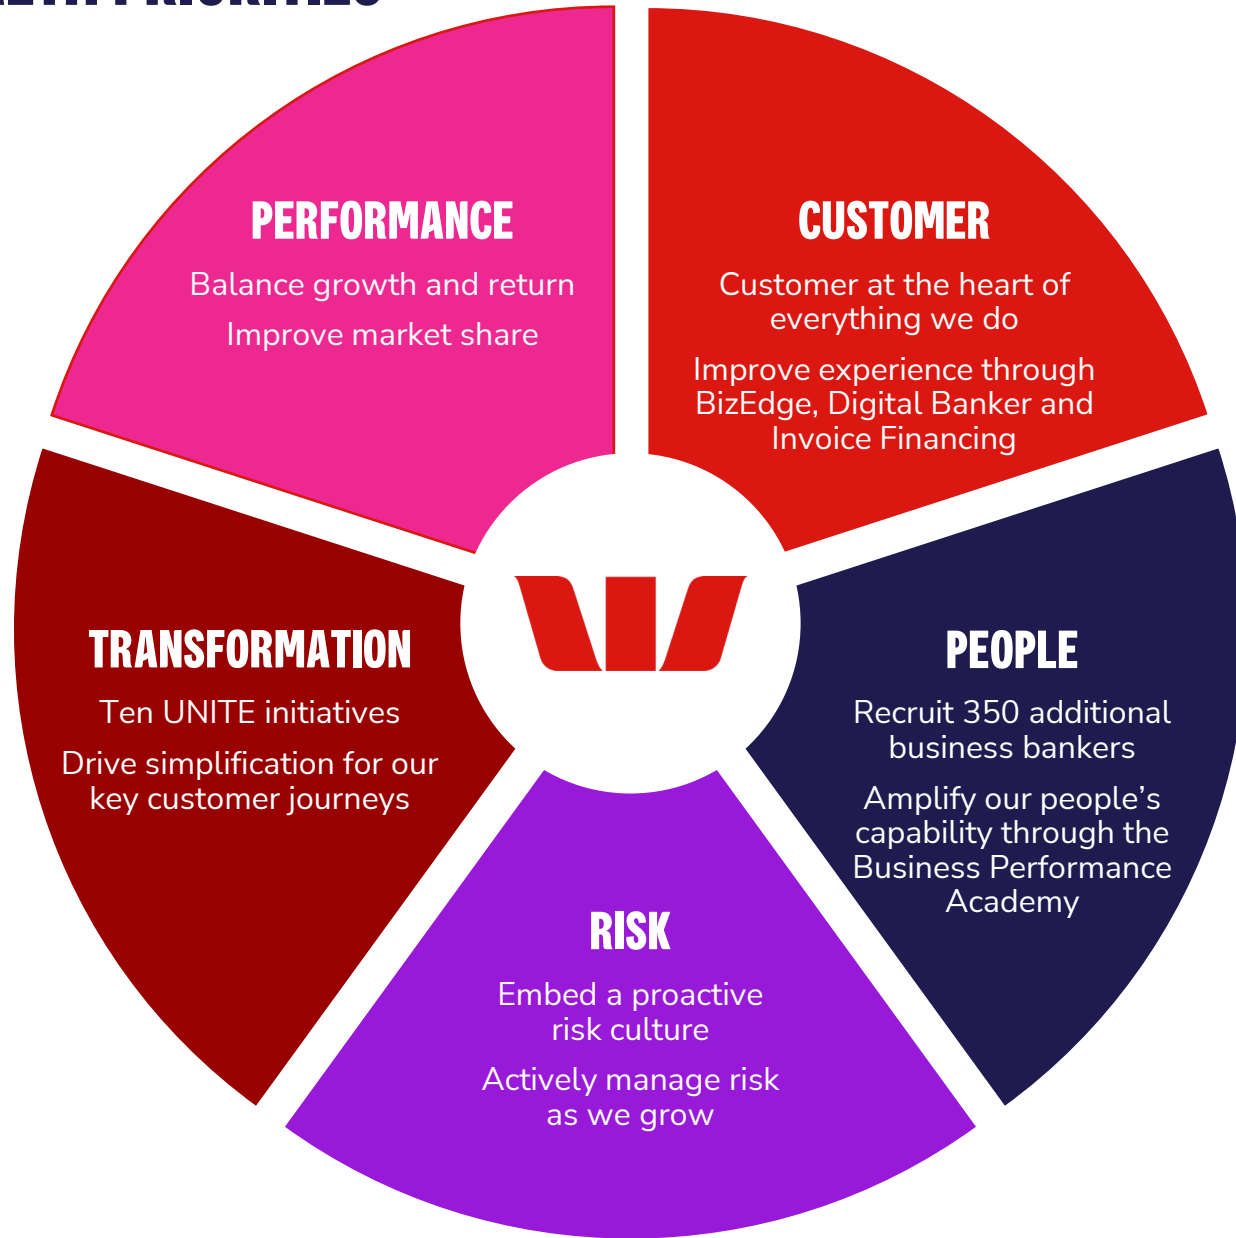 PRIORITIES
PERFORMANCE
Balance growth and return
Improve market share
CUSTOMER
Customer at the heart of
everything we do
Improve experience through
BizEdge, Digital Banker and
Invoice Financing
TRANSFORMATION
Ten UNITE initiatives
Drive simplification for our
key customer journeys
PEOPLE
Recruit 350 additional
business bankers
Amplify our people’s
capability through the
Business Performance
Academy
RISK
Embed a proactive
risk culture
Actively manage risk
as we grow